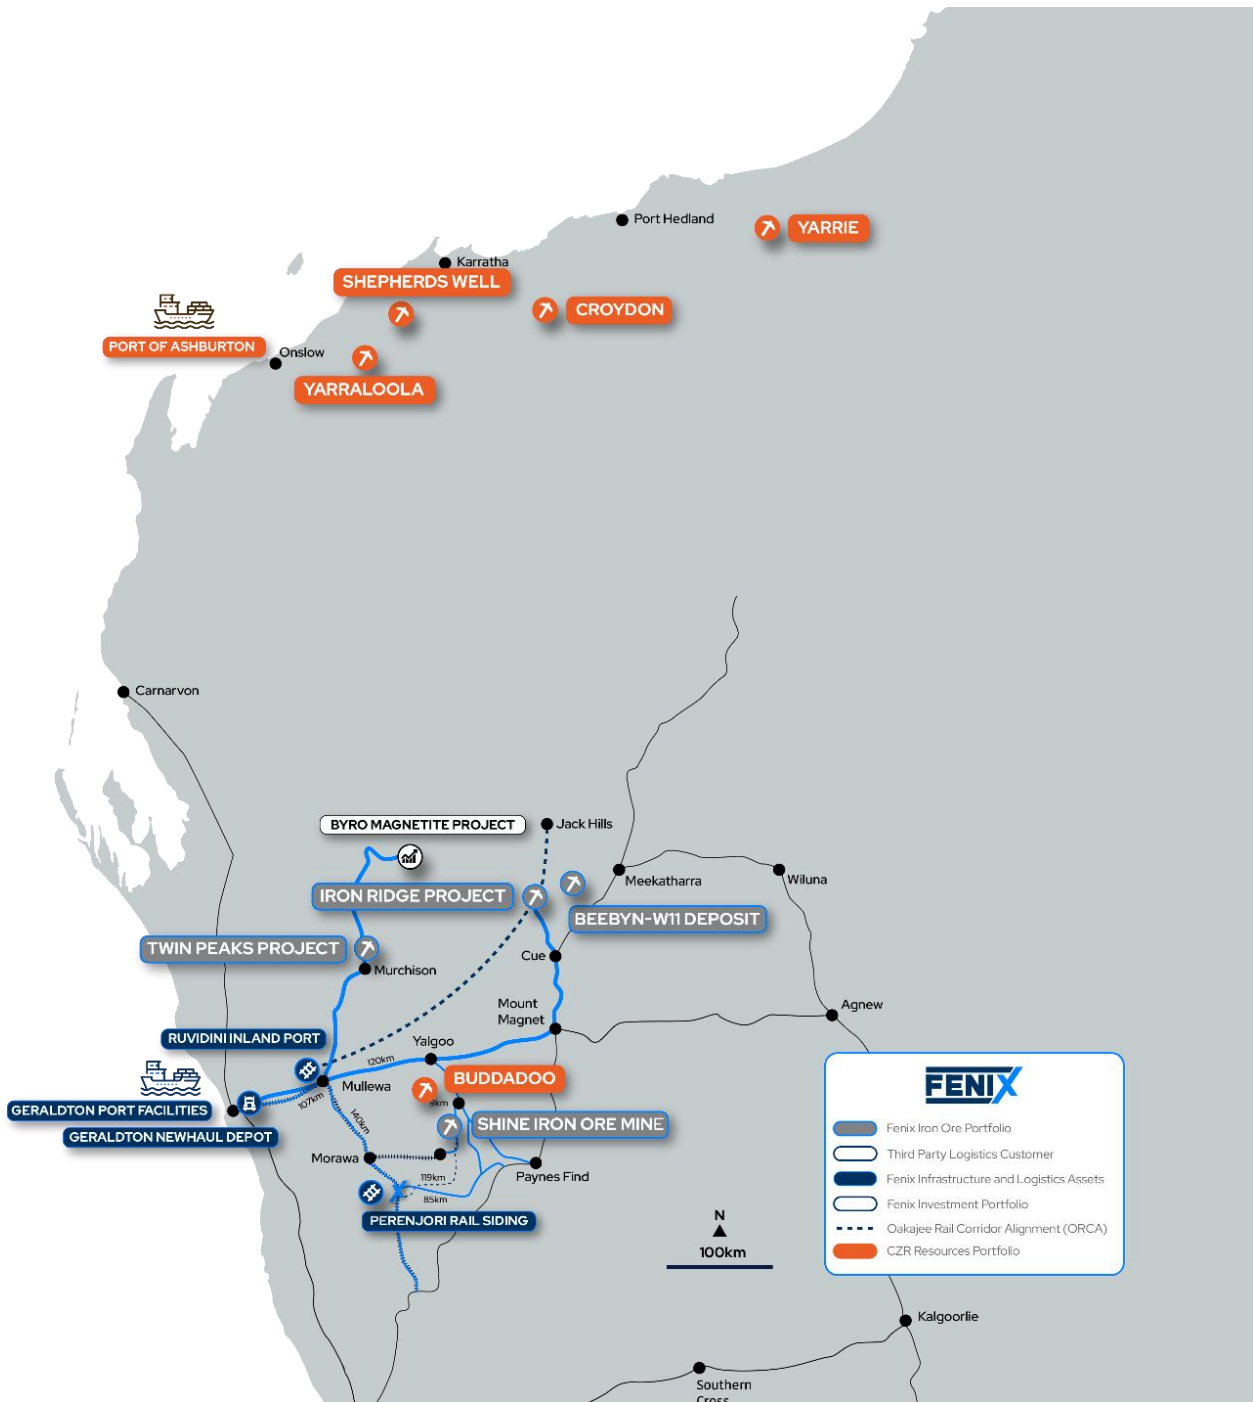 Port Hedland
YARRIE
Karratha
SHEPHERDS WELL
CROYDON
PORT OF ASHBURTON
Onslow
YARRALOOLA
Carnarvon
BYRO MAGNETITE PROJECT
Jack Hills
Meekatharra
Wiluna
IRON RIDGE PROJECT
BEEBYN-W11 DEPOSIT
TWIN PEAKS PROJECT
Cue
Murchison
Mount
Magnet
Agnew
RUVIDINI INLAND PORT
Yalgoo
120km
Mullewa
BUDDADOO
107km
GERALDTON PORT FACILITIES
140km
SHINE IRON ORE MINE
GERALDTON NEWHAUL DEPOT
Morawa
119km
Paynes Find
85km
PERENJORI RAIL SIDING
N
100km
FENIX
Fenix Iron Ore Portfolio
Third Party Logistics Customer
Fenix Infrastructure and Logistics Assets
Fenix Investment Portfolio
Oakajee Rail Corridor Alignment (ORCA)
CZR Resources Portfolio
Kalgoorlie
Southern
Cross